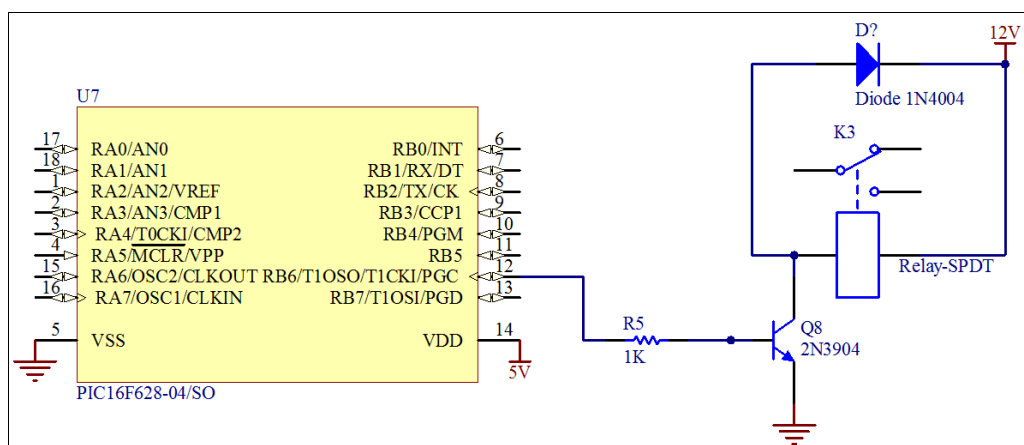 D?
12V
Diode 1N4004
U7
K3
17 RA0/AN0 RB0/INT 6
18 RA1/AN1 RB1/RX/DT 7
1 RA2/AN2/VREF RB2/TX/CK 8
2 RA3/AN3/CMP1 RB3/CCP1 9
3 RA4/T0CKI/CMP2 RB4/PGM 10
4 RA5/MCLR/VPP RB5 11
15 RA6/OSC2/CLKOUT RB6/T1OSO/T1CKI/PGC 12
16 RA7/OSC1/CLKIN RB7/T1OSI/PGD 13
Relay-SPDT
5 VSS VDD 14
R5
1K
Q8
2N3904
5V
PIC16F628-04/SO